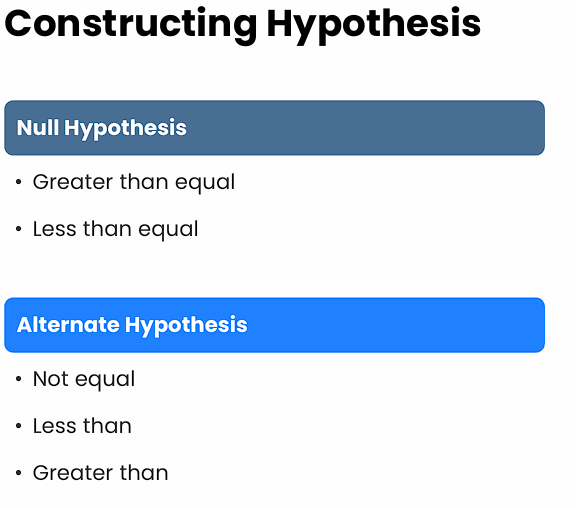 Constructing Hypothesis
Null Hypothesis
• Greater than equal
• Less than equal
Alternate Hypothesis
• Not equal
• Less than
• Greater than